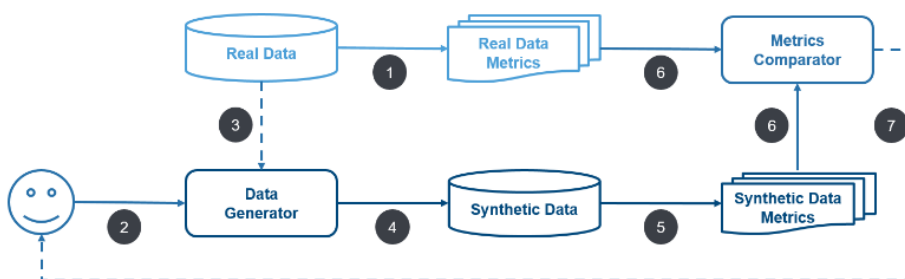 Real Data
1
Real Data
Metrics
6
Metrics
Comparator
3
6
7
2
Data
Generator
4
Synthetic Data
5
Synthetic Data
Metrics